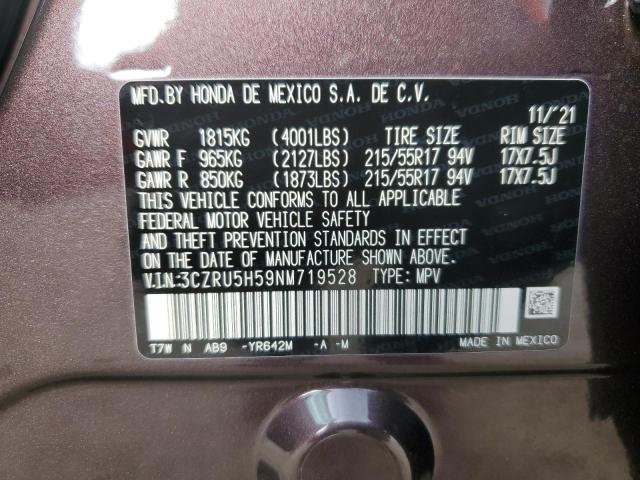 MFD.BY HONDA DE MEXICO S.A. DE C.V.
11/'21
GVWR 1815KG (4001LBS) TIRE SIZE RIM SIZE
GAWR F 965KG (2127LBS) 215/55R17 94V 17X7.5J
GAWR R 850KG (1873LBS) 215/55R17 94V 17X7.5J
THIS VEHICLE CONFORMS TO ALL APPLICABLE
FEDERAL MOTOR VEHICLE SAFETY
AND THEFT PREVENTION STANDARDS IN EFFECT
ON THE DATE OF MANUFACTURE SHOWN ABOVE.
V.I.N.:3CZRU5H59NM719528 TYPE: MPV
T7W N AB9 -YR642M -A -M
MADE IN MEXICO